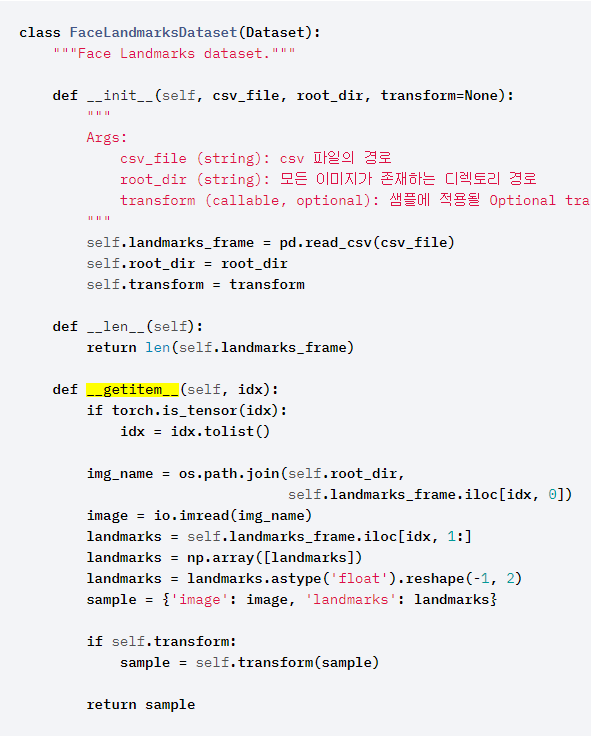 class FaceLandmarksDataset(Dataset):
    """Face Landmarks dataset."""

    def __init__(self, csv_file, root_dir, transform=None):
        """
        Args:
            csv_file (string): csv 파일의 경로
            root_dir (string): 모든 이미지가 존재하는 디렉토리 경로
            transform (callable, optional): 샘플에 적용될 Optional tra
        """
        self.landmarks_frame = pd.read_csv(csv_file)
        self.root_dir = root_dir
        self.transform = transform

    def __len__(self):
        return len(self.landmarks_frame)

    def __getitem__(self, idx):
        if torch.is_tensor(idx):
            idx = idx.tolist()

        img_name = os.path.join(self.root_dir,
                                self.landmarks_frame.iloc[idx, 0])
        image = io.imread(img_name)
        landmarks = self.landmarks_frame.iloc[idx, 1:]
        landmarks = np.array([landmarks])
        landmarks = landmarks.astype('float').reshape(-1, 2)
        sample = {'image': image, 'landmarks': landmarks}

        if self.transform:
            sample = self.transform(sample)

        return sample